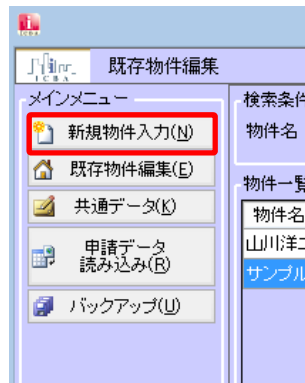 ICBA
既存物件編集
メインメニュー
新規物件入力(N)
既存物件編集(E)
共通データ(K)
申請データ
読み込み(R)
バックアップ(U)
検索条件
物件名
物件一覧
物件名
山川洋
サンプル